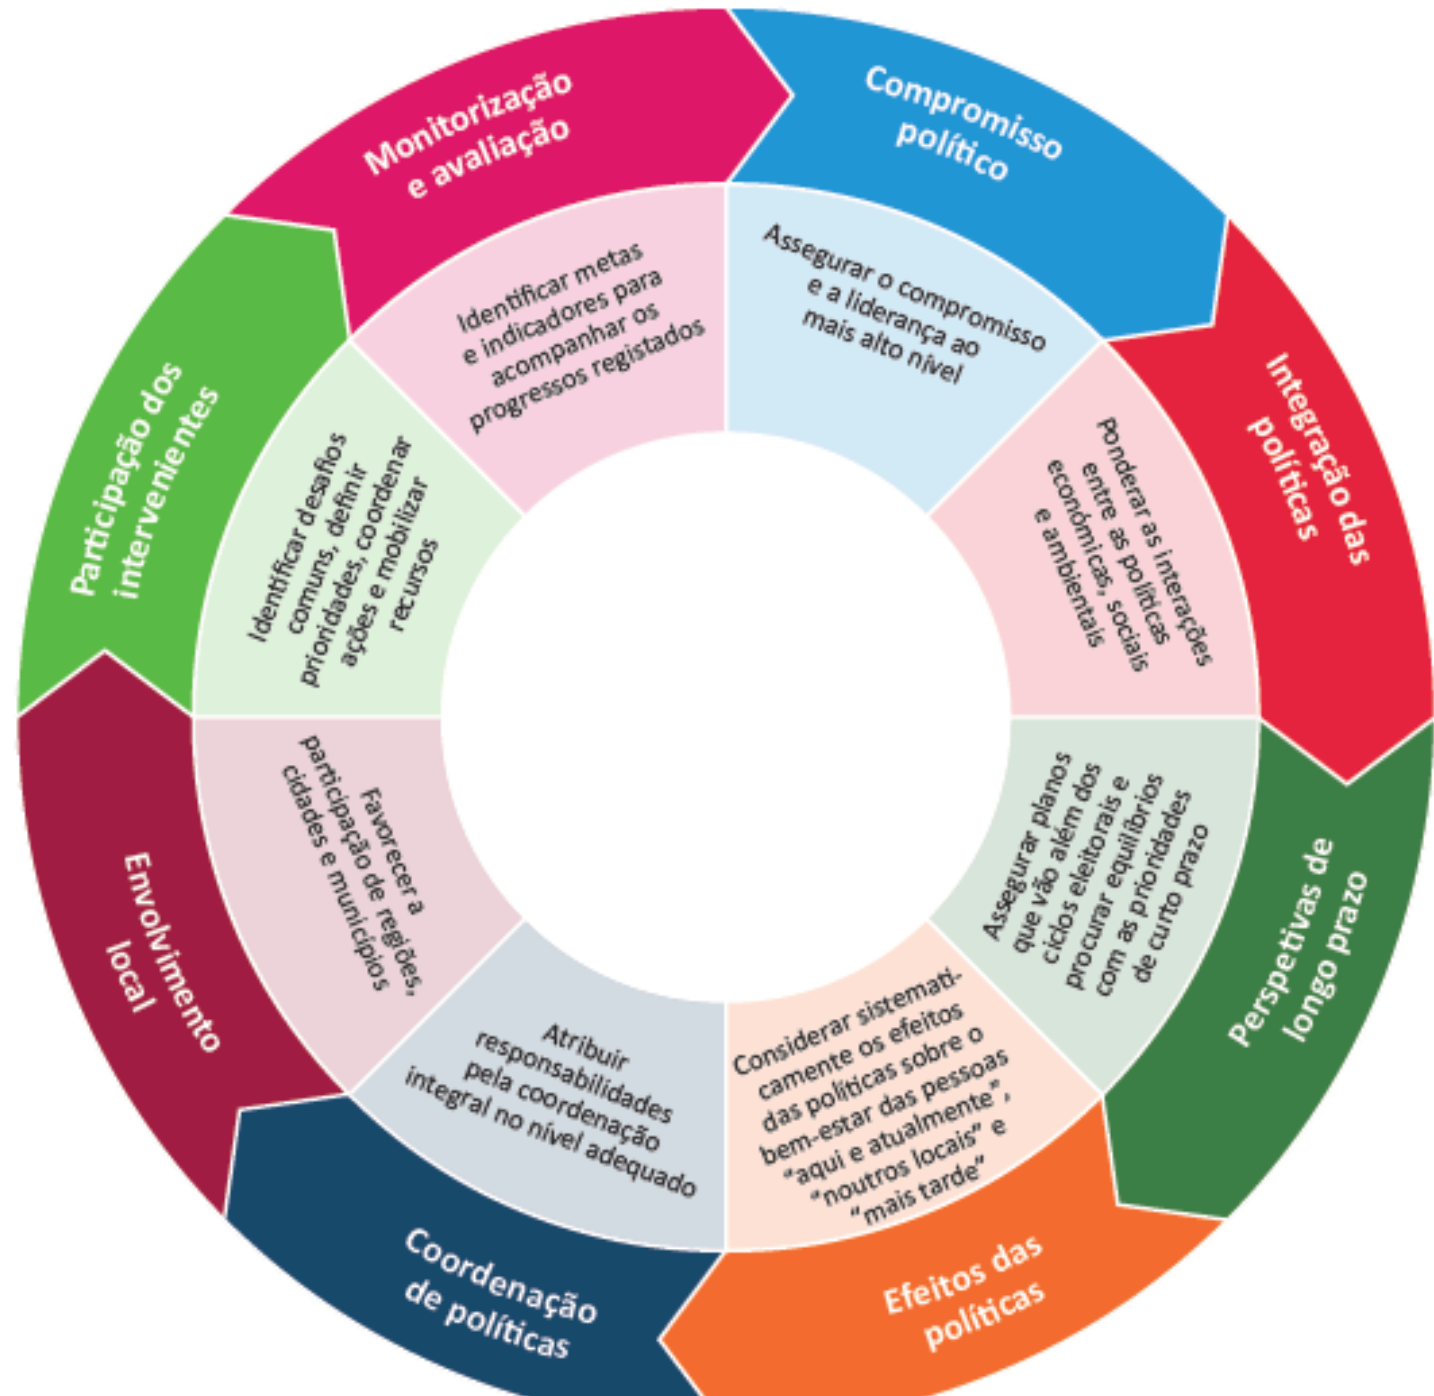 Compromisso
político
Assegurar o compromisso
e a liderança ao
mais alto nível
Integração das
políticas
Ponderar as interações
entre as políticas
económicas, sociais
e ambientais
Perspetivas de
longo prazo
Assegurar planos
que vão além dos
ciclos eleitorais e
procurar equilíbrios
com as prioridades
de curto prazo
Efeitos das
políticas
Considerar sistemati-
camente os efeitos
das políticas sobre o
bem-estar das pessoas
“aqui e atualmente”,
“noutros locais” e
“mais tarde”
Coordenação
de políticas
Atribuir
responsabilidades
pela coordenação
integral no nível adequado
Envolvimento
local
Favorecer a
participação de regiões,
cidades e municípios
Participação dos
intervenientes
Identificar desafios
comuns, definir
prioridades, coordenar
ações e mobilizar
recursos
Monitorização
e avaliação
Identificar metas
e indicadores para
acompanhar os
progressos registados